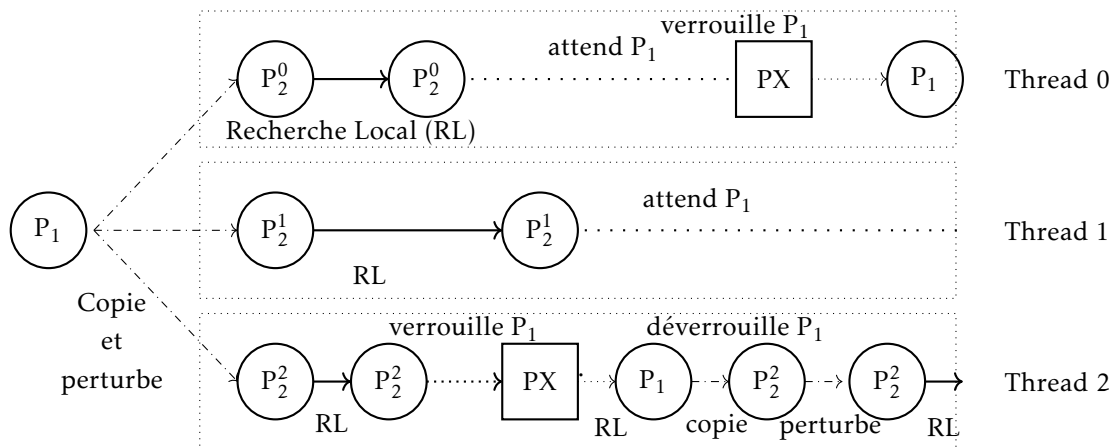 verrouille P₁
attend P₁
P₂⁰
P₂⁰
PX
P₁
Thread 0
Recherche Local (RL)
P₁
P₂¹
P₂¹
attend P₁
Thread 1
RL
Copie
et
perturbe
verrouille P₁
déverrouille P₁
P₂²
P₂²
PX
P₁
P₂²
P₂²
Thread 2
RL
RL
copie
perturbe
RL